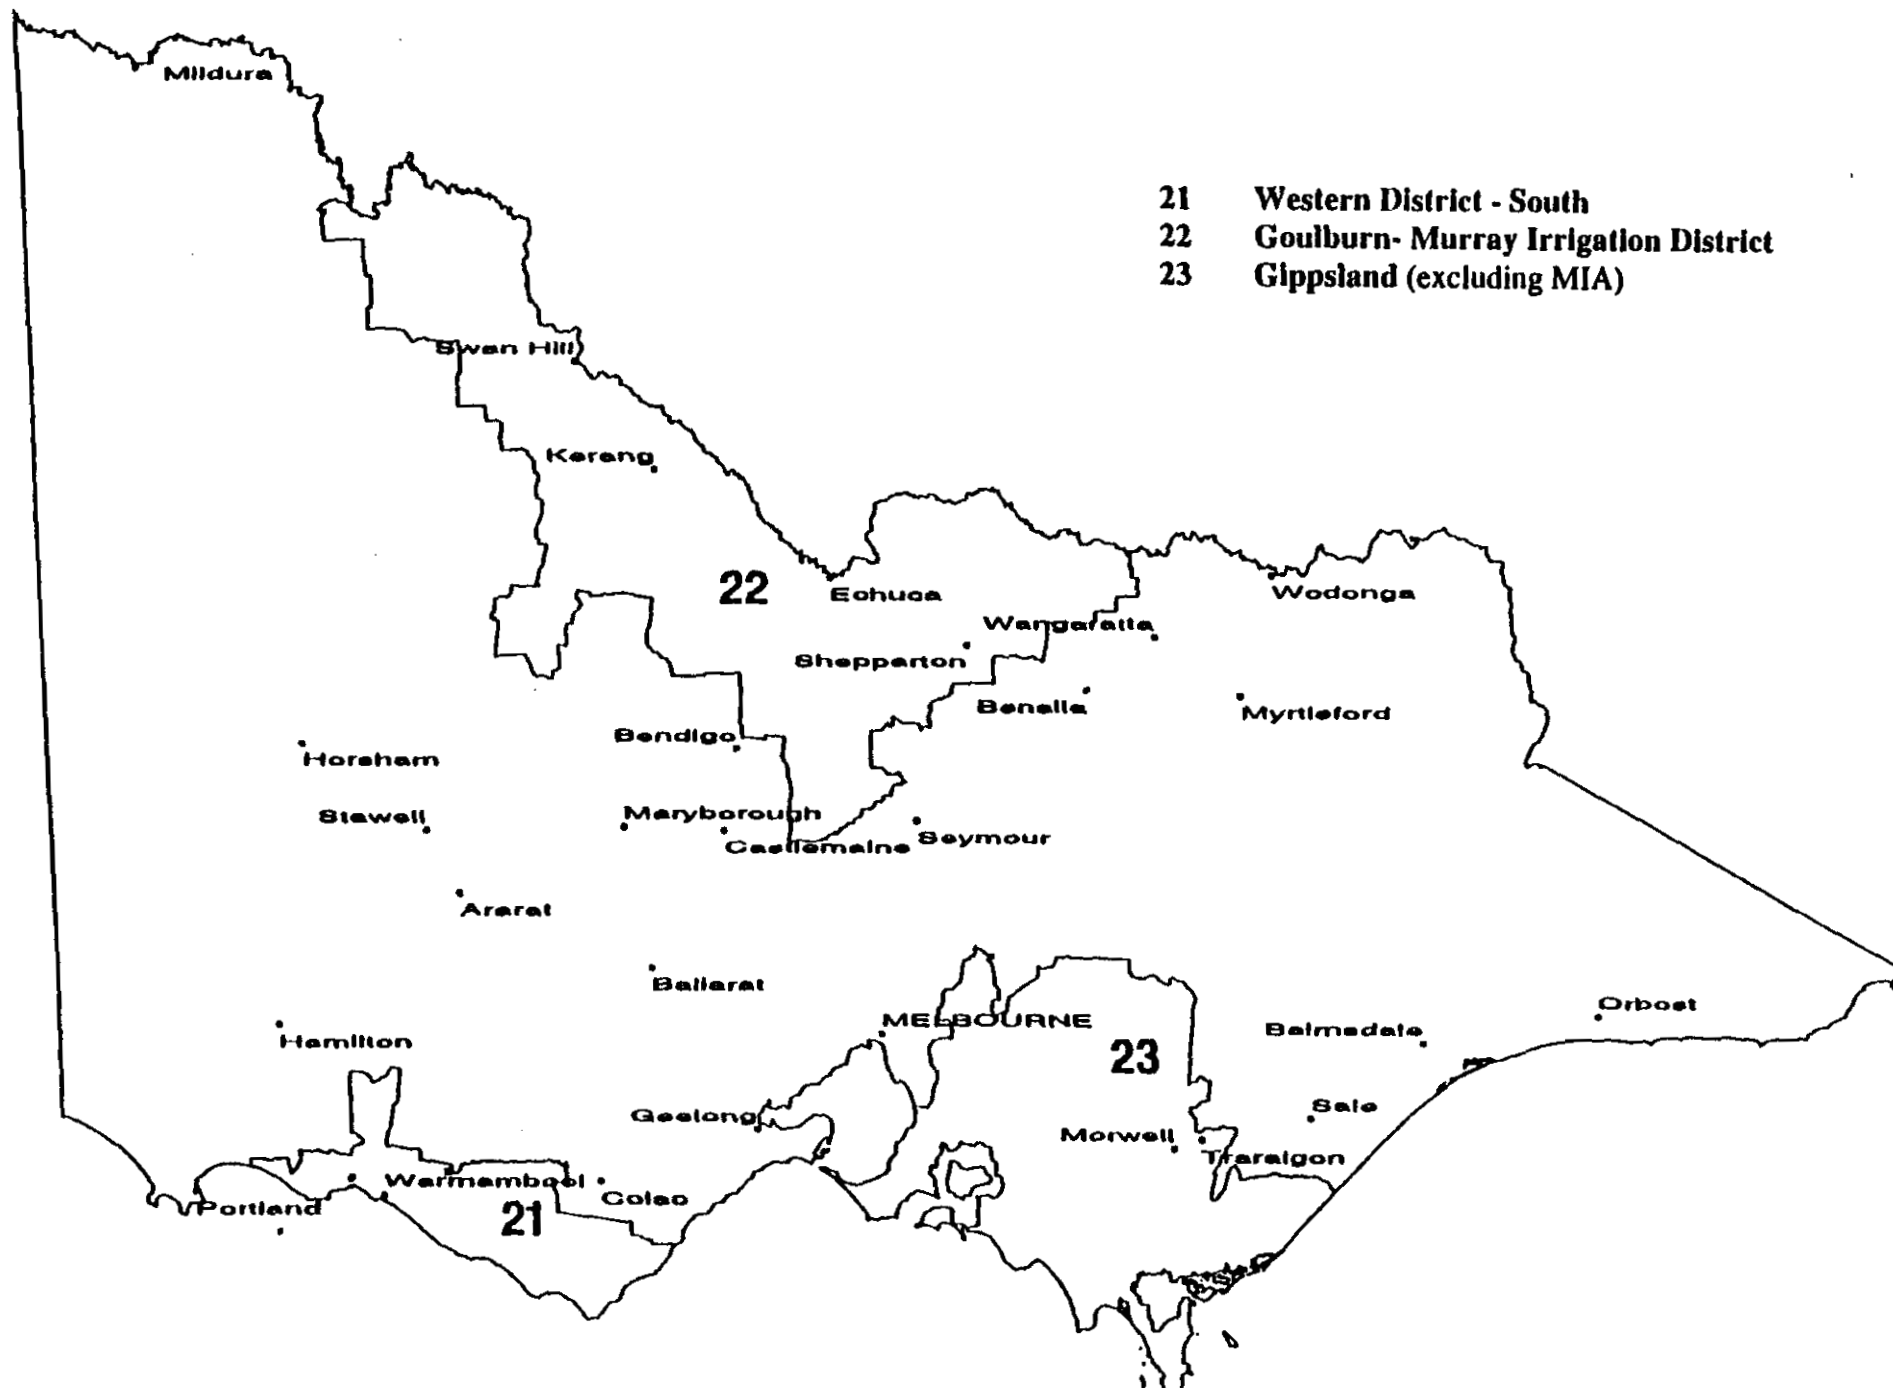 Mildura
21 Western District - South
22 Goulburn- Murray Irrigation District
23 Gippsland (excluding MIA)
Swan Hill
Kerang
22
Echuca
Wodonga
Wangaratta
Shepparton
Benalla
Myrtleford
Bendigo
Horsham
Stawell
Maryborough
Castlemaine
Seymour
Ararat
Ballarat
Orbost
MELBOURNE
Bairnsdale
Hamilton
23
Geelong
Sale
Morwell
Traralgon
Warrnambool
Colac
Portland
21